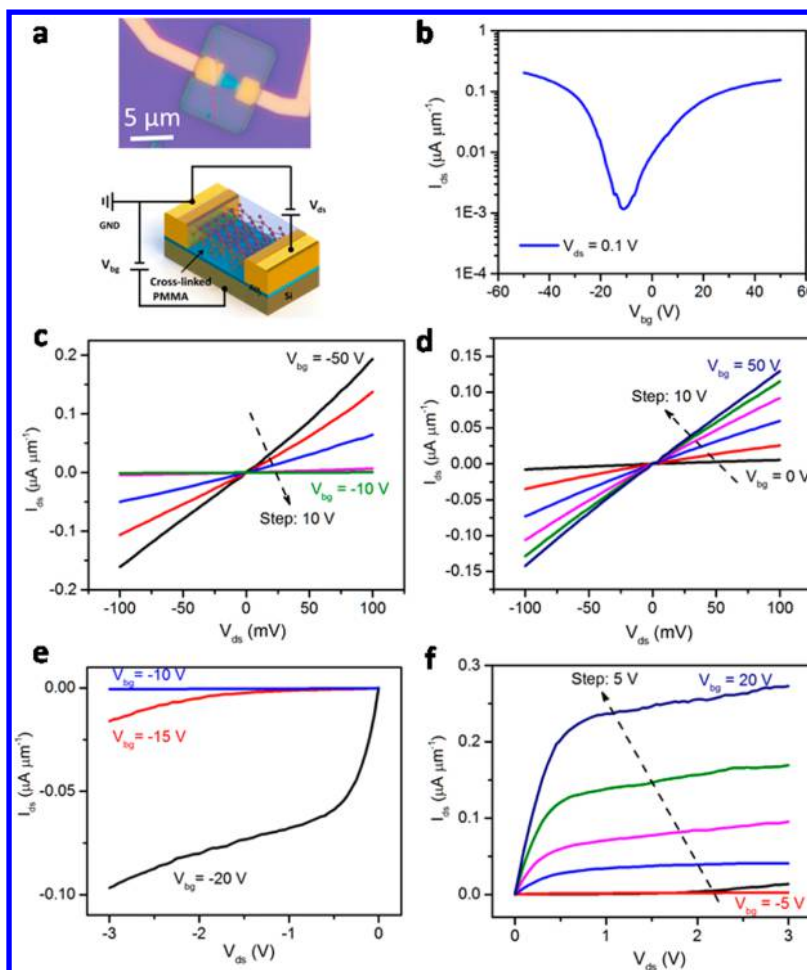 a
5 μm
GND
V_bg
V_ds
Cross-linked
PMMA
Si
b
I_ds (μA μm⁻¹)
1
0.1
0.01
1E-3
1E-4
V_ds = 0.1 V
-60 -40 -20 0 20 40 60
V_bg (V)
c
I_ds (μA μm⁻¹)
0.2
0.1
0.0
-0.1
-0.2
V_bg = -50 V
V_bg = -10 V
Step: 10 V
-100 -50 0 50 100
V_ds (mV)
d
I_ds (μA μm⁻¹)
0.15
0.10
0.05
0.00
-0.05
-0.10
-0.15
V_bg = 50 V
Step: 10 V
V_bg = 0 V
-100 -50 0 50 100
V_ds (mV)
e
I_ds (μA μm⁻¹)
0.00
-0.05
-0.10
V_bg = -10 V
V_bg = -15 V
V_bg = -20 V
-3 -2 -1 0
V_ds (V)
f
I_ds (μA μm⁻¹)
0.3
0.2
0.1
0.0
Step: 5 V
V_bg = 20 V
V_bg = -5 V
0 1 2 3
V_ds (V)